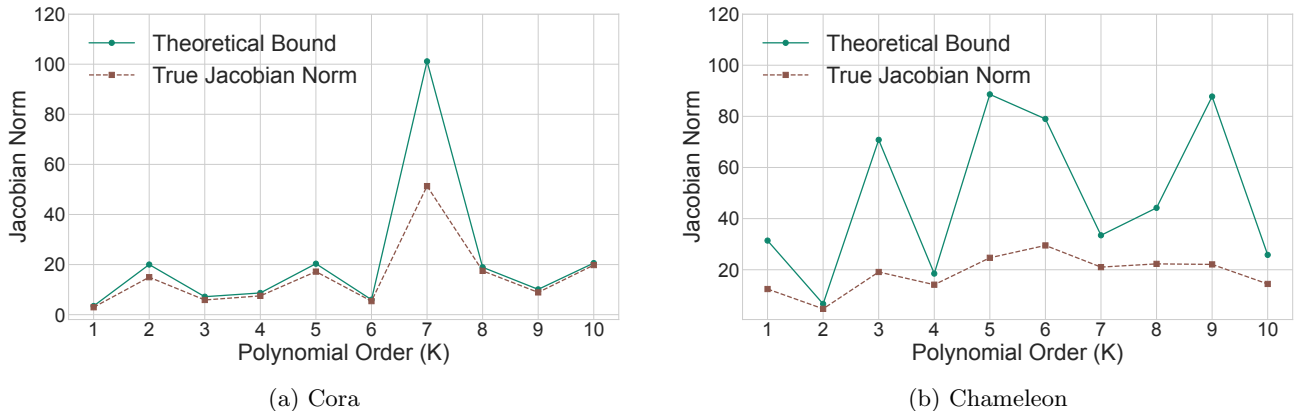 120
100
80
60
40
20
0
Jacobian Norm
Theoretical Bound
True Jacobian Norm
1 2 3 4 5 6 7 8 9 10
Polynomial Order (K)
(a) Cora
120
100
80
60
40
20
Jacobian Norm
Theoretical Bound
True Jacobian Norm
1 2 3 4 5 6 7 8 9 10
Polynomial Order (K)
(b) Chameleon